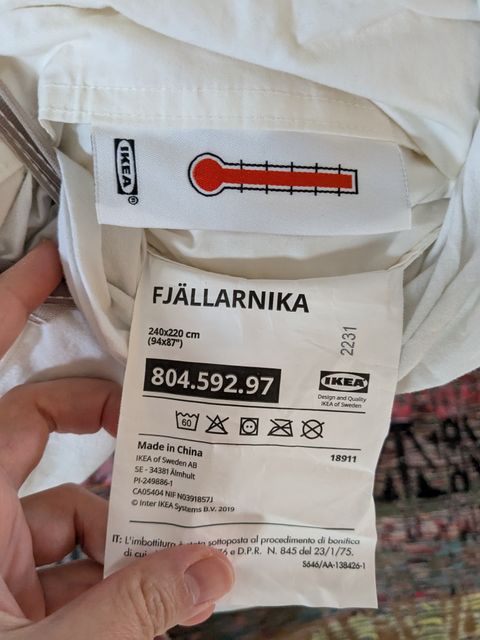 IKEA®
FJÄLLARNIKA
240x220 cm
(94x87")
2231
804.592.97
IKEA
Design and Quality
IKEA of Sweden
60
Made in China
IKEA of Sweden AB
SE - 34381 Älmhult
PI-249886-1
CA05404 NIF N0391857J
© Inter IKEA Systems B.V. 2019
18911
IT: L'imbottitura è stata sottoposta al procedimento di bonifica
di cui e D.P.R. N. 845 del 23/1/75.
S646/AA-138426-1